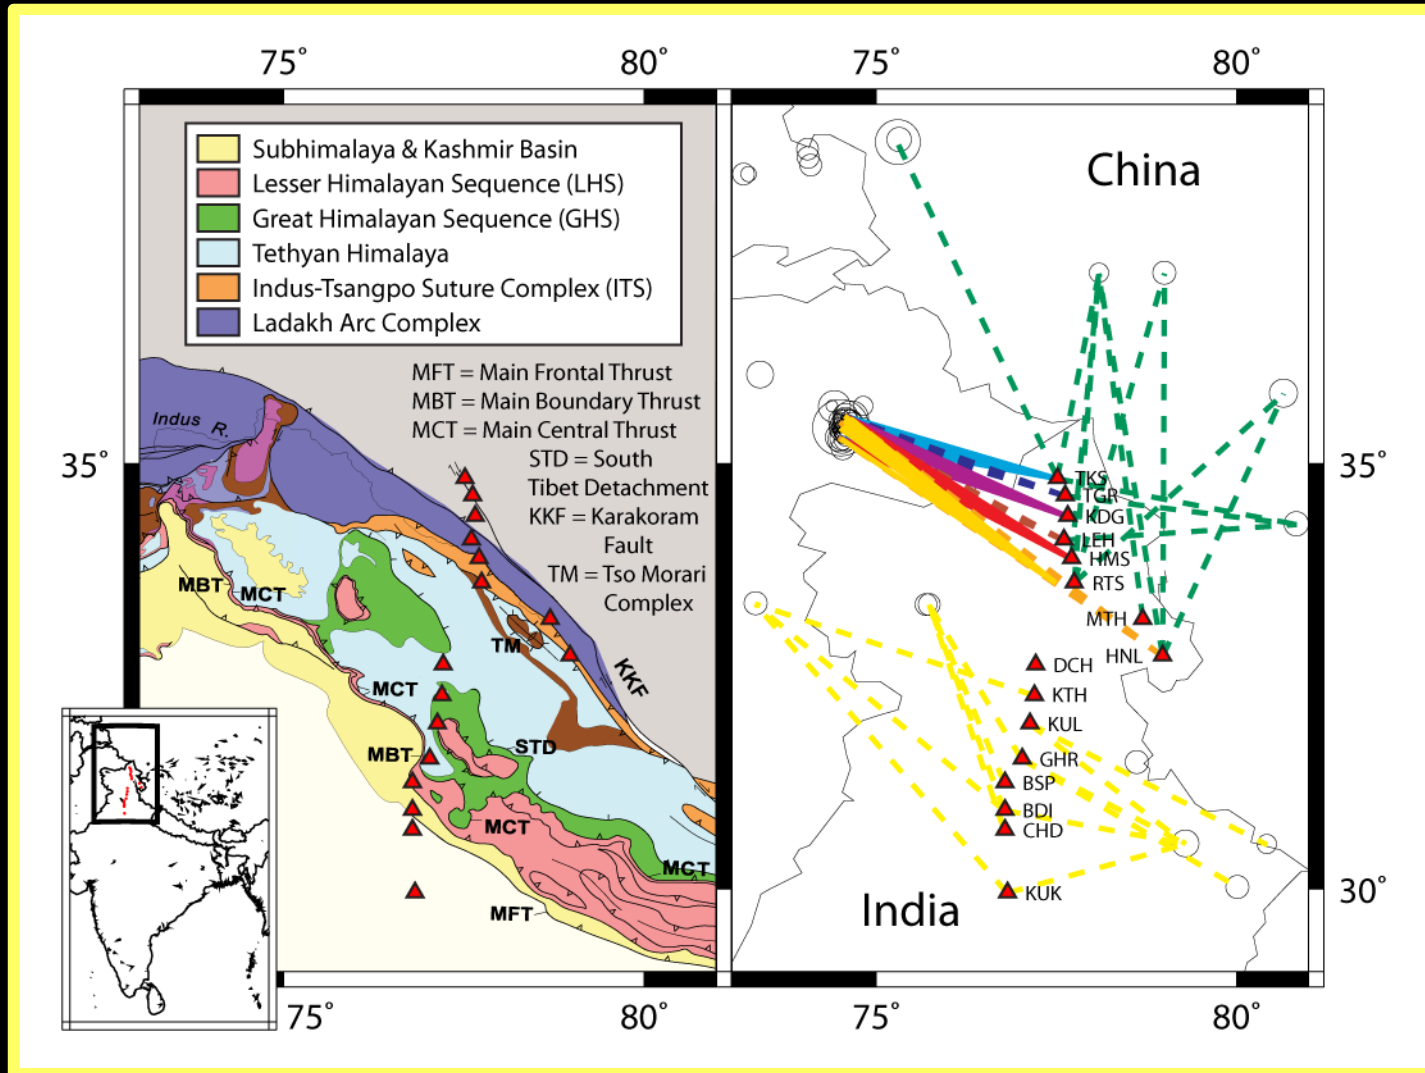 75°
80°
75°
80°
Subhimalaya & Kashmir Basin
Lesser Himalayan Sequence (LHS)
Great Himalayan Sequence (GHS)
Tethyan Himalaya
Indus-Tsangpo Suture Complex (ITS)
Ladakh Arc Complex
MFT = Main Frontal Thrust
MBT = Main Boundary Thrust
MCT = Main Central Thrust
STD = South
Tibet Detachment
KKF = Karakoram
Fault
TM = Tso Morari
Complex
Indus R.
35°
MBT
MCT
TM
KKF
MCT
MBT
STD
MCT
MCT
MFT
75°
80°
China
35°
TKS
TGR
KDG
LEH
HMS
RTS
MTH
HNL
DCH
KTH
KUL
GHR
BSP
BDI
CHD
KUK
India
30°
75°
80°